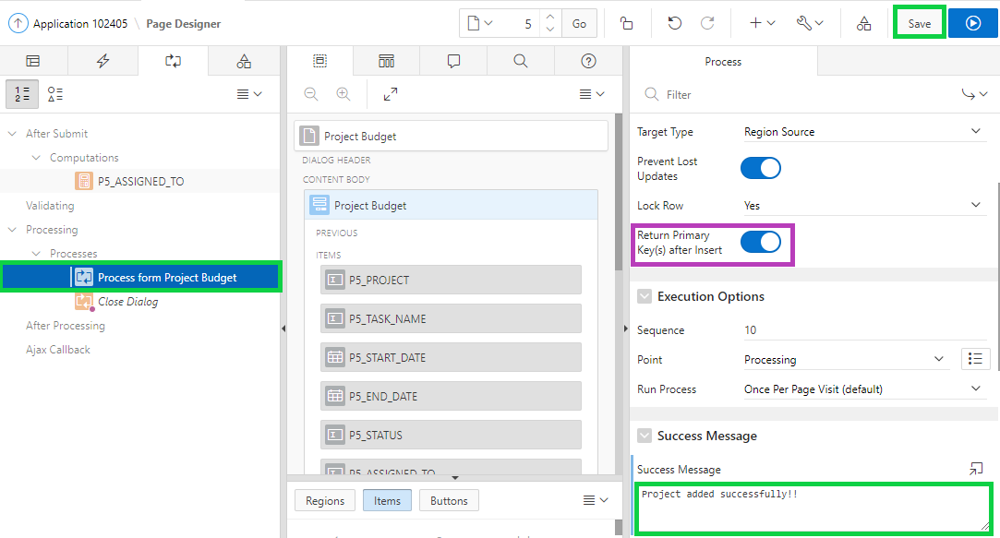 Application 102405 \ Page Designer
5
Go
Save
1
2
After Submit
Computations
P5_ASSIGNED_TO
Validating
Processing
Processes
Process form Project Budget
Close Dialog
After Processing
Ajax Callback
Project Budget
DIALOG HEADER
CONTENT BODY
Project Budget
PREVIOUS
ITEMS
P5_PROJECT
P5_TASK_NAME
P5_START_DATE
P5_END_DATE
P5_STATUS
P5_ASSIGNED_TO
Regions
Items
Buttons
Process
Filter
Target Type
Region Source
Prevent Lost
Updates
Lock Row
Yes
Return Primary
Key(s) after Insert
Execution Options
Sequence
10
Point
Processing
Run Process
Once Per Page Visit (default)
Success Message
Success Message
Project added successfully!!